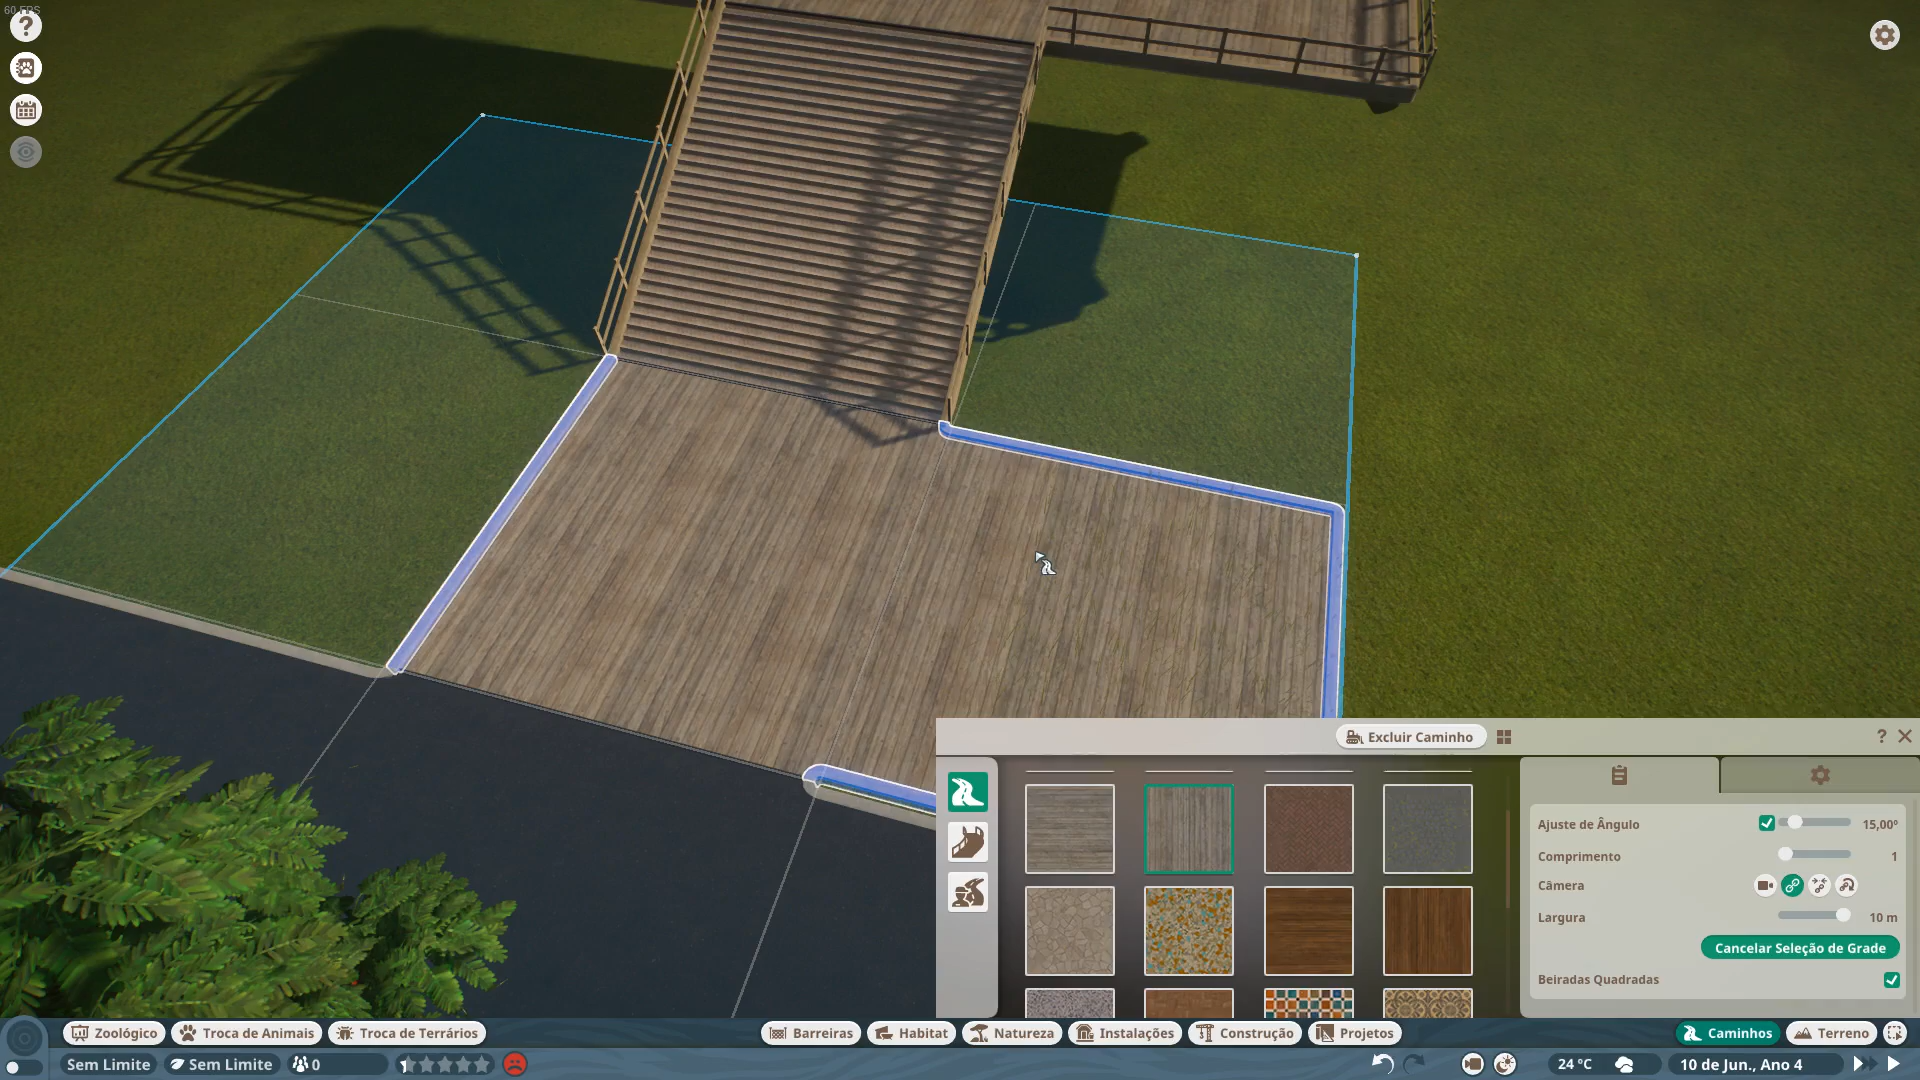 60 FPS
?
Excluir Caminho
? ×
Ajuste de Ângulo 15,00º
Comprimento 1
Câmera
Largura 10 m
Cancelar Seleção de Grade
Beiradas Quadradas
Zoológico Troca de Animais Troca de Terrários Barreiras Habitat Natureza Instalações Construção Projetos Caminhos Terreno
Sem Limite Sem Limite 0 24 ºC 10 de Jun., Ano 4